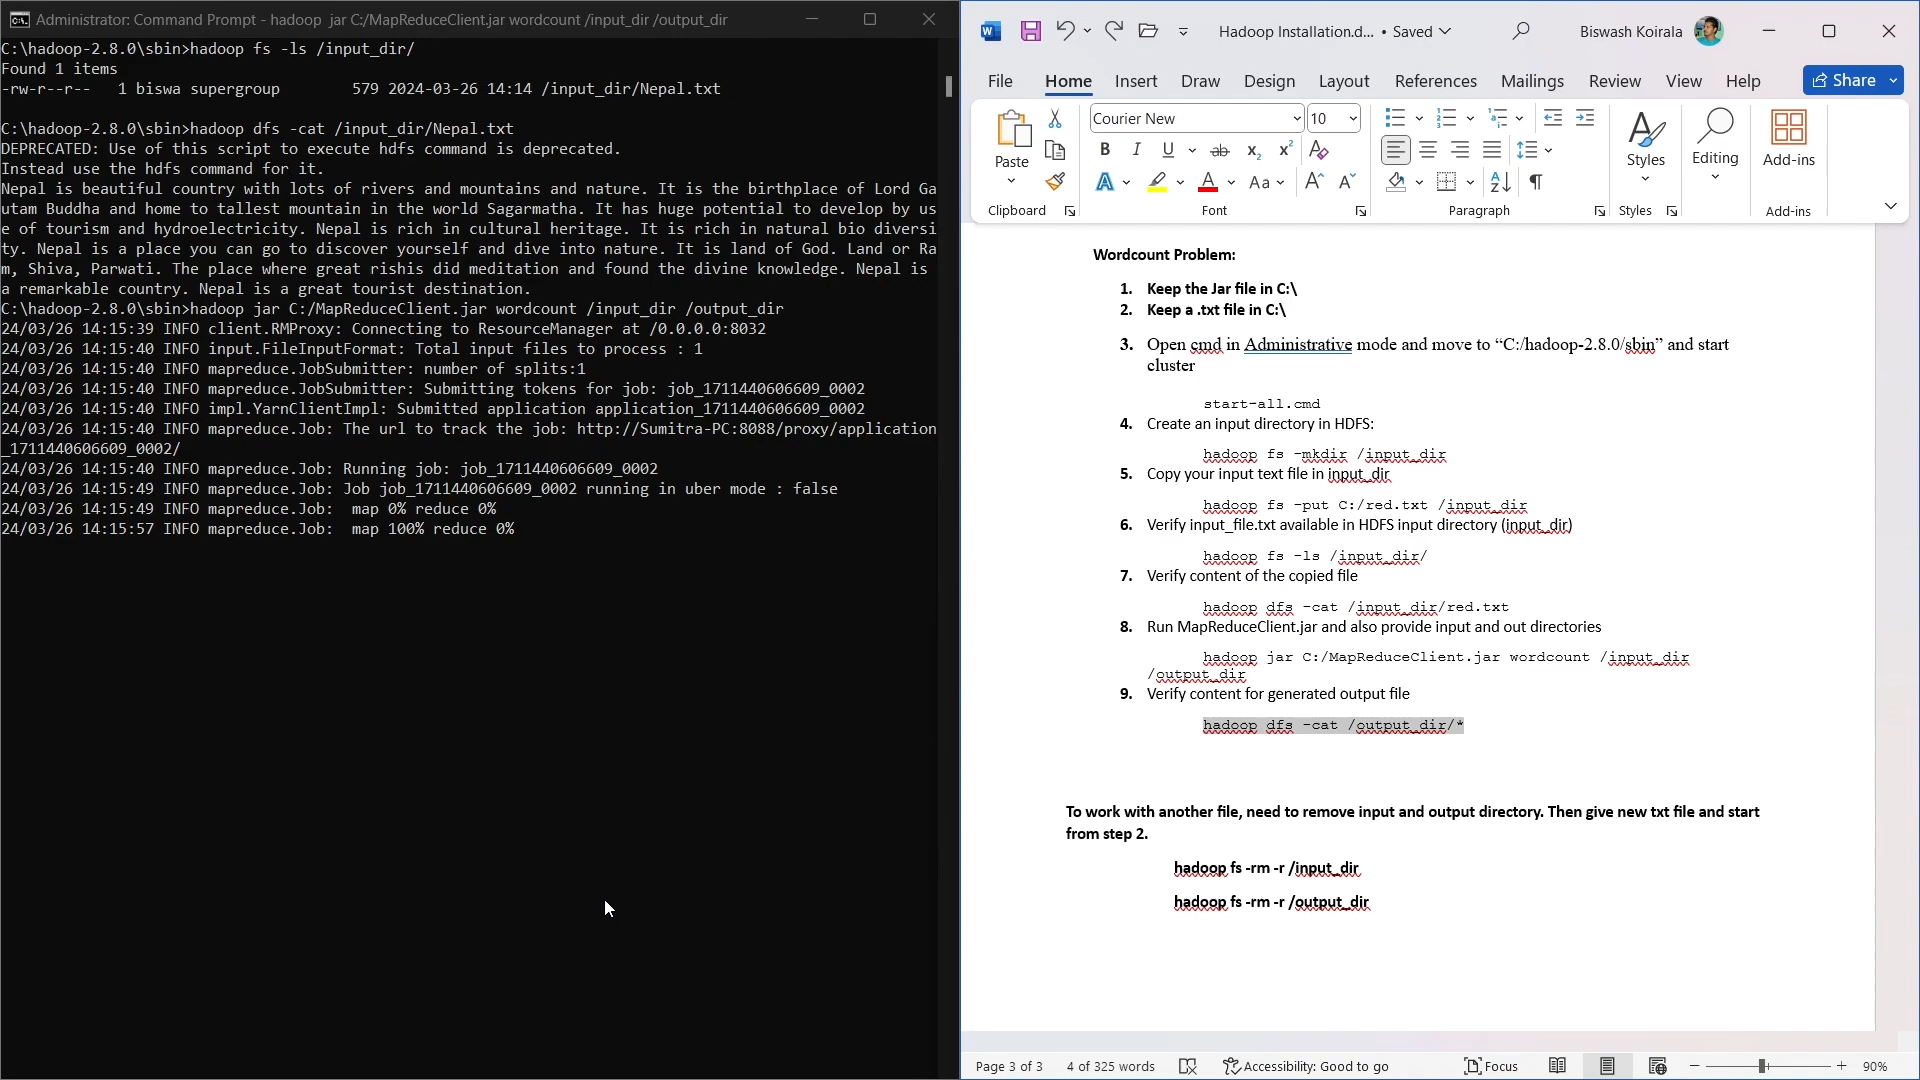 Administrator: Command Prompt - hadoop  jar C:/MapReduceClient.jar wordcount /input_dir /output_dir
C:\hadoop-2.8.0\sbin>hadoop fs -ls /input_dir/
Found 1 items
-rw-r--r--   1 biswa supergroup        579 2024-03-26 14:14 /input_dir/Nepal.txt
C:\hadoop-2.8.0\sbin>hadoop dfs -cat /input_dir/Nepal.txt
DEPRECATED: Use of this script to execute hdfs command is deprecated.
Instead use the hdfs command for it.
Nepal is beautiful country with lots of rivers and mountains and nature. It is the birthplace of Lord Ga
utam Buddha and home to tallest mountain in the world Sagarmatha. It has huge potential to develop by us
e of tourism and hydroelectricity. Nepal is rich in cultural heritage. It is rich in natural bio diversi
ty. Nepal is a place you can go to discover yourself and dive into nature. It is land of God. Land or Ra
m, Shiva, Parwati. The place where great rishis did meditation and found the divine knowledge. Nepal is
a remarkable country. Nepal is a great tourist destination.
C:\hadoop-2.8.0\sbin>hadoop jar C:/MapReduceClient.jar wordcount /input_dir /output_dir
24/03/26 14:15:39 INFO client.RMProxy: Connecting to ResourceManager at /0.0.0.0:8032
24/03/26 14:15:40 INFO input.FileInputFormat: Total input files to process : 1
24/03/26 14:15:40 INFO mapreduce.JobSubmitter: number of splits:1
24/03/26 14:15:40 INFO mapreduce.JobSubmitter: Submitting tokens for job: job_1711440606609_0002
24/03/26 14:15:40 INFO impl.YarnClientImpl: Submitted application application_1711440606609_0002
24/03/26 14:15:40 INFO mapreduce.Job: The url to track the job: http://Sumitra-PC:8088/proxy/application
_1711440606609_0002/
24/03/26 14:15:40 INFO mapreduce.Job: Running job: job_1711440606609_0002
24/03/26 14:15:49 INFO mapreduce.Job: Job job_1711440606609_0002 running in uber mode : false
24/03/26 14:15:49 INFO mapreduce.Job:  map 0% reduce 0%
24/03/26 14:15:57 INFO mapreduce.Job:  map 100% reduce 0%
Hadoop Installation.d... • Saved
Biswash Koirala
File Home Insert Draw Design Layout References Mailings Review View Help Share
Courier New 10
Paste
Styles
Editing
Add-ins
Clipboard Font Paragraph Styles Add-ins
Wordcount Problem:
1. Keep the Jar file in C:\
2. Keep a .txt file in C:\
3. Open cmd in Administrative mode and move to “C:/hadoop-2.8.0/sbin” and start
cluster
start-all.cmd
4. Create an input directory in HDFS:
hadoop fs -mkdir /input_dir
5. Copy your input text file in input_dir
hadoop fs -put C:/red.txt /input_dir
6. Verify input_file.txt available in HDFS input directory (input_dir)
hadoop fs -ls /input_dir/
7. Verify content of the copied file
hadoop dfs -cat /input_dir/red.txt
8. Run MapReduceClient.jar and also provide input and out directories
hadoop jar C:/MapReduceClient.jar wordcount /input_dir
/output_dir
9. Verify content for generated output file
hadoop dfs -cat /output_dir/*
To work with another file, need to remove input and output directory. Then give new txt file and start
from step 2.
hadoop fs -rm -r /input_dir
hadoop fs -rm -r /output_dir
Page 3 of 3 4 of 325 words Accessibility: Good to go Focus 90%